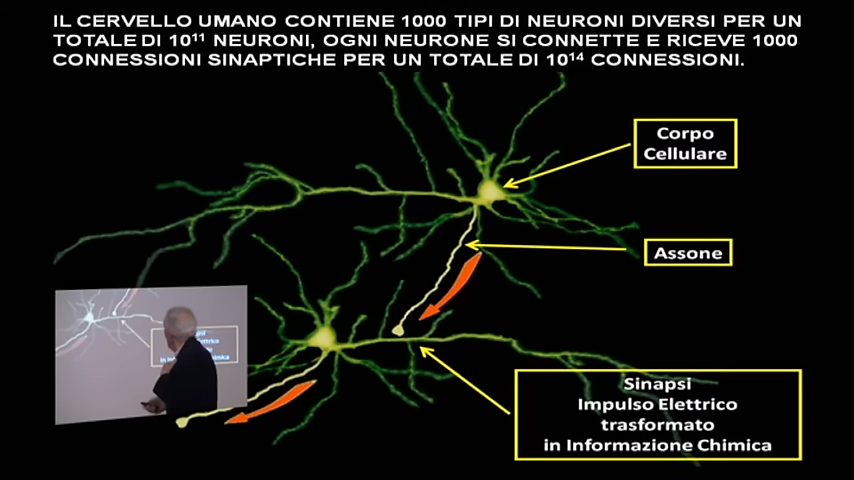 IL CERVELLO UMANO CONTIENE 1000 TIPI DI NEURONI DIVERSI PER UN
TOTALE DI 10¹¹ NEURONI, OGNI NEURONE SI CONNETTE E RICEVE 1000
CONNESSIONI SINAPTICHE PER UN TOTALE DI 10¹⁴ CONNESSIONI.
Corpo
Cellulare
Assone
Sinapsi
Impulso Elettrico
trasformato
in Informazione Chimica